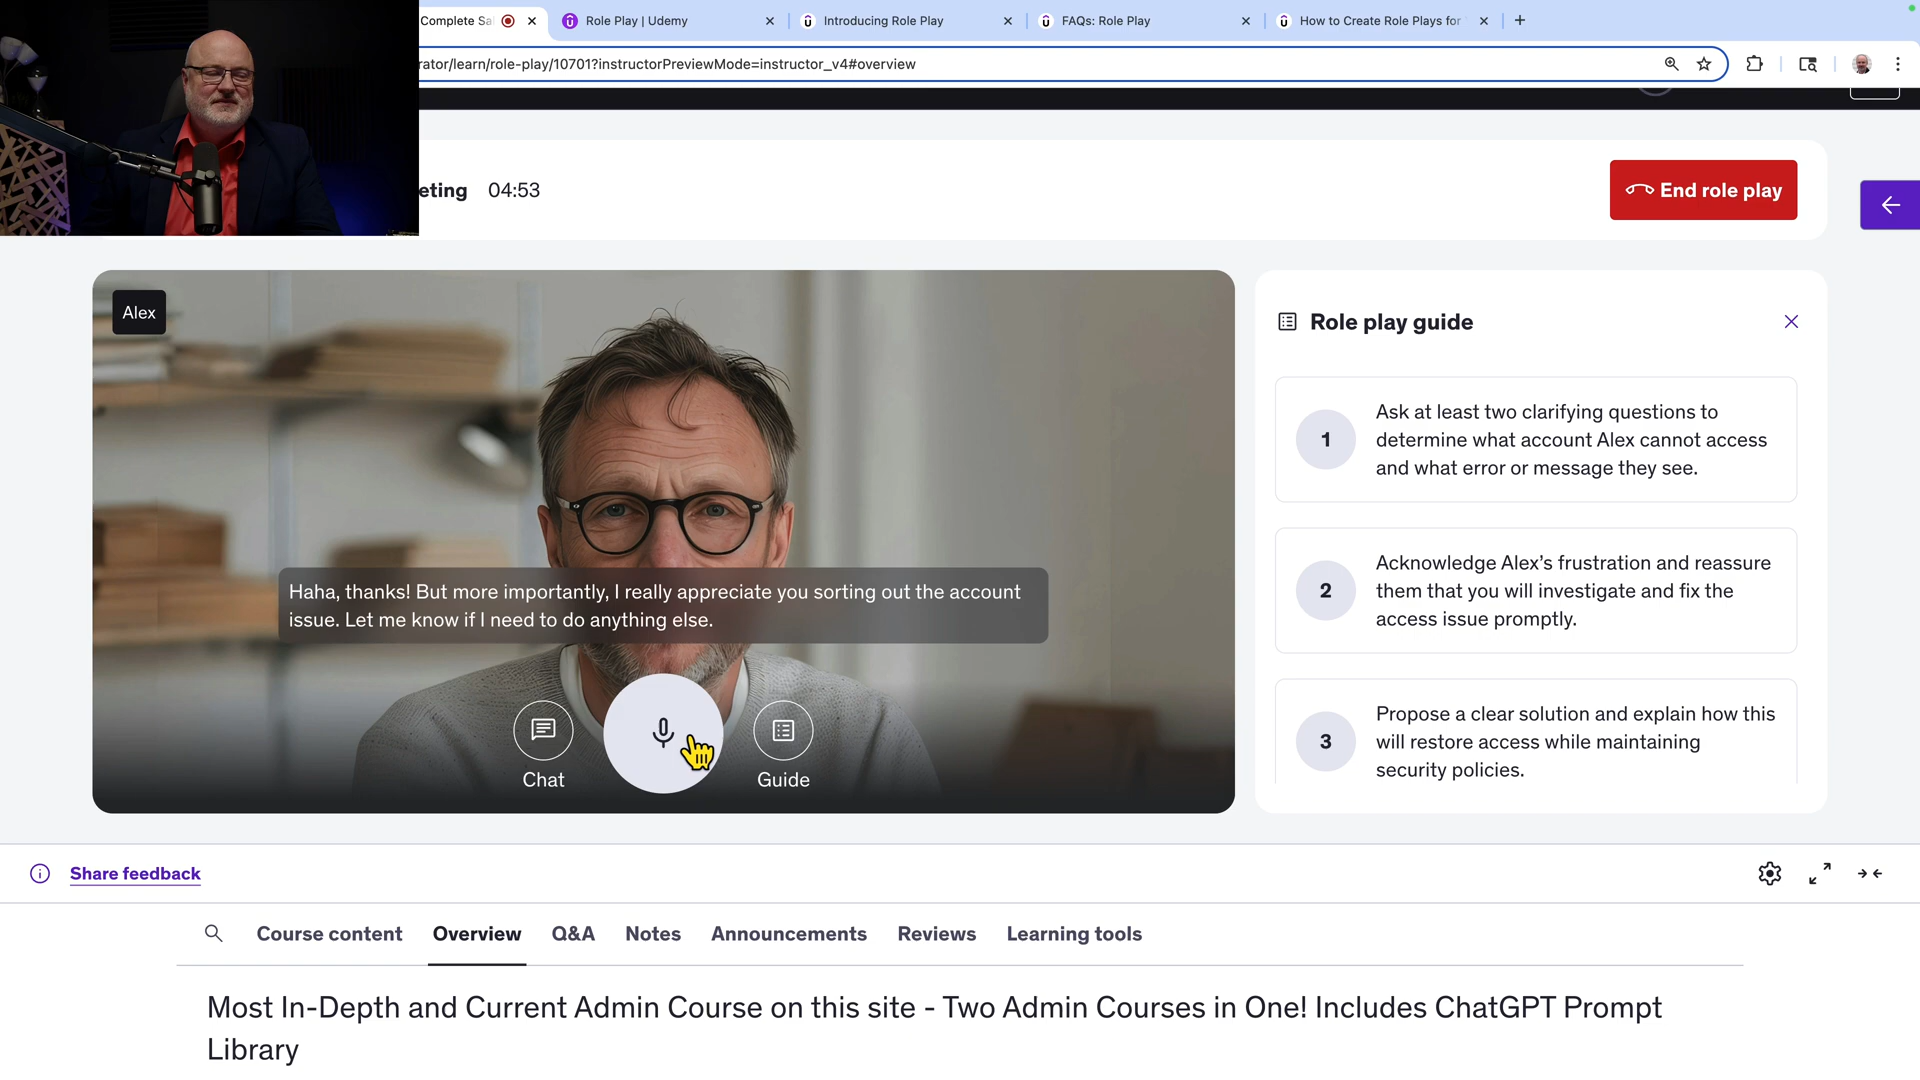 Complete Sa
Role Play | Udemy
Introducing Role Play
FAQs: Role Play
How to Create Role Plays for
rator/learn/role-play/10701?instructorPreviewMode=instructor_v4#overview
eting 04:53
End role play
Alex
Haha, thanks! But more importantly, I really appreciate you sorting out the account
issue. Let me know if I need to do anything else.
Chat
Guide
Role play guide
1
Ask at least two clarifying questions to
determine what account Alex cannot access
and what error or message they see.
2
Acknowledge Alex’s frustration and reassure
them that you will investigate and fix the
access issue promptly.
3
Propose a clear solution and explain how this
will restore access while maintaining
security policies.
Share feedback
Course content
Overview
Q&A
Notes
Announcements
Reviews
Learning tools
Most In-Depth and Current Admin Course on this site - Two Admin Courses in One! Includes ChatGPT Prompt
Library